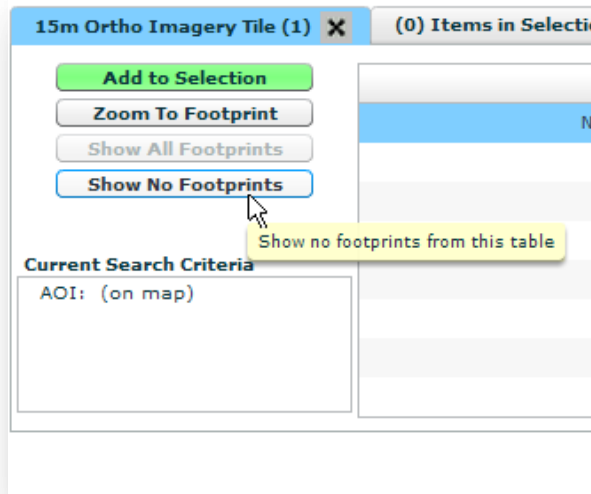 15m Ortho Imagery Tile (1) X
(0) Items in
Add to Selection
Zoom To Footprint
Show All Footprints
Show No Footprints
Show no footprints from this table
Current Search Criteria
AOI: (on map)